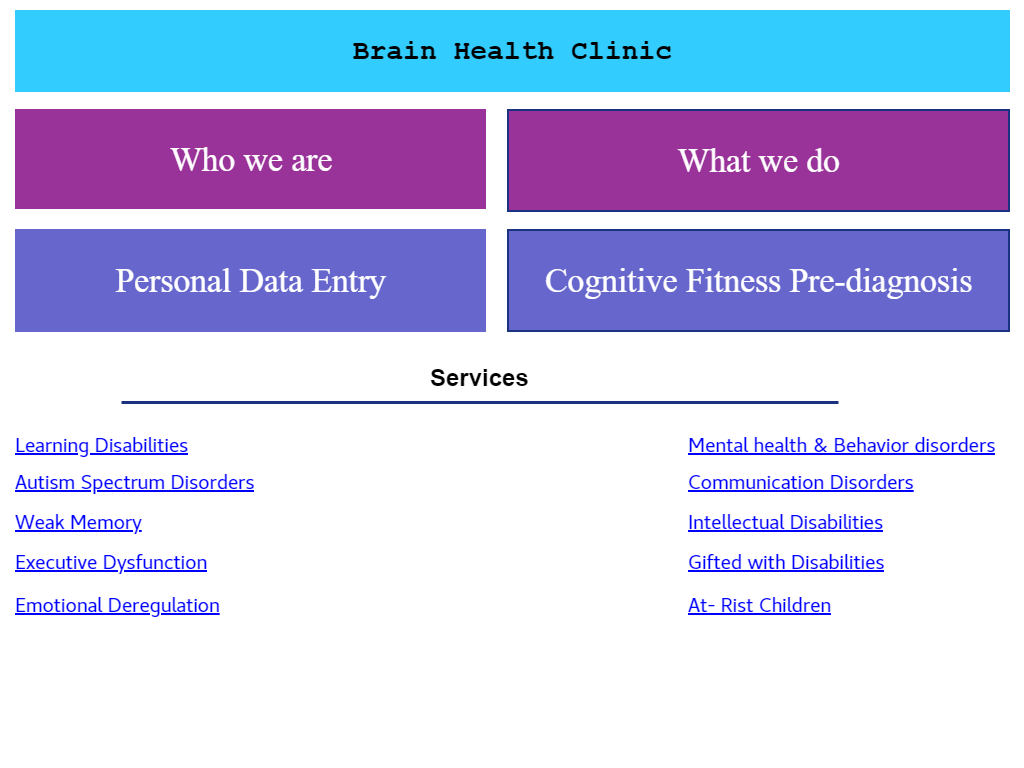 Brain Health Clinic
Who we are
What we do
Personal Data Entry
Cognitive Fitness Pre-diagnosis
Services
Learning Disabilities
Mental health & Behavior disorders
Autism Spectrum Disorders
Communication Disorders
Weak Memory
Intellectual Disabilities
Executive Dysfunction
Gifted with Disabilities
Emotional Deregulation
At- Rist Children